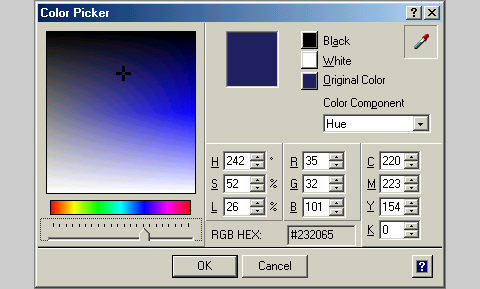 Color Picker
Black
White
Original Color
Color Component
Hue
H 242 ° R 35 C 220
S 52 % G 32 M 223
L 26 % B 101 Y 154
RGB HEX: #232065 K 0
OK Cancel ?